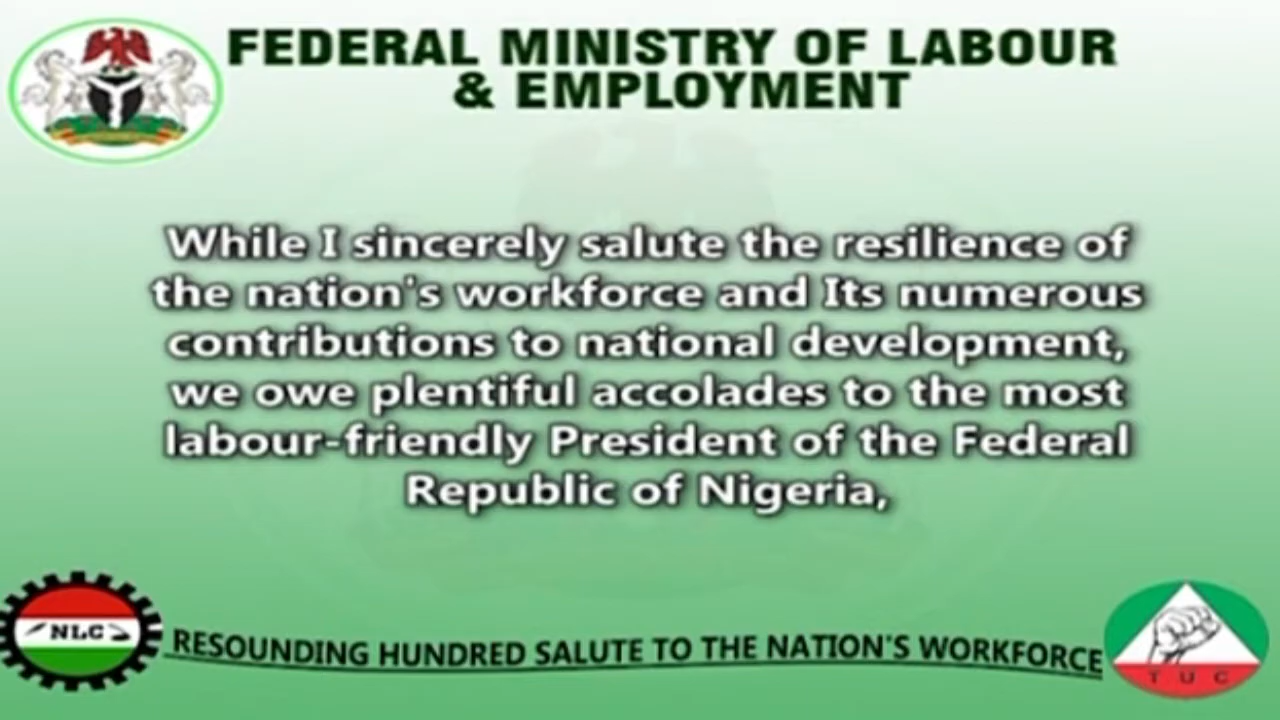 FEDERAL MINISTRY OF LABOUR
& EMPLOYMENT
While I sincerely salute the resilience of
the nation's workforce and Its numerous
contributions to national development,
we owe plentiful accolades to the most
labour-friendly President of the Federal
Republic of Nigeria,
NLC
RESOUNDING HUNDRED SALUTE TO THE NATION'S WORKFORCE
TUC